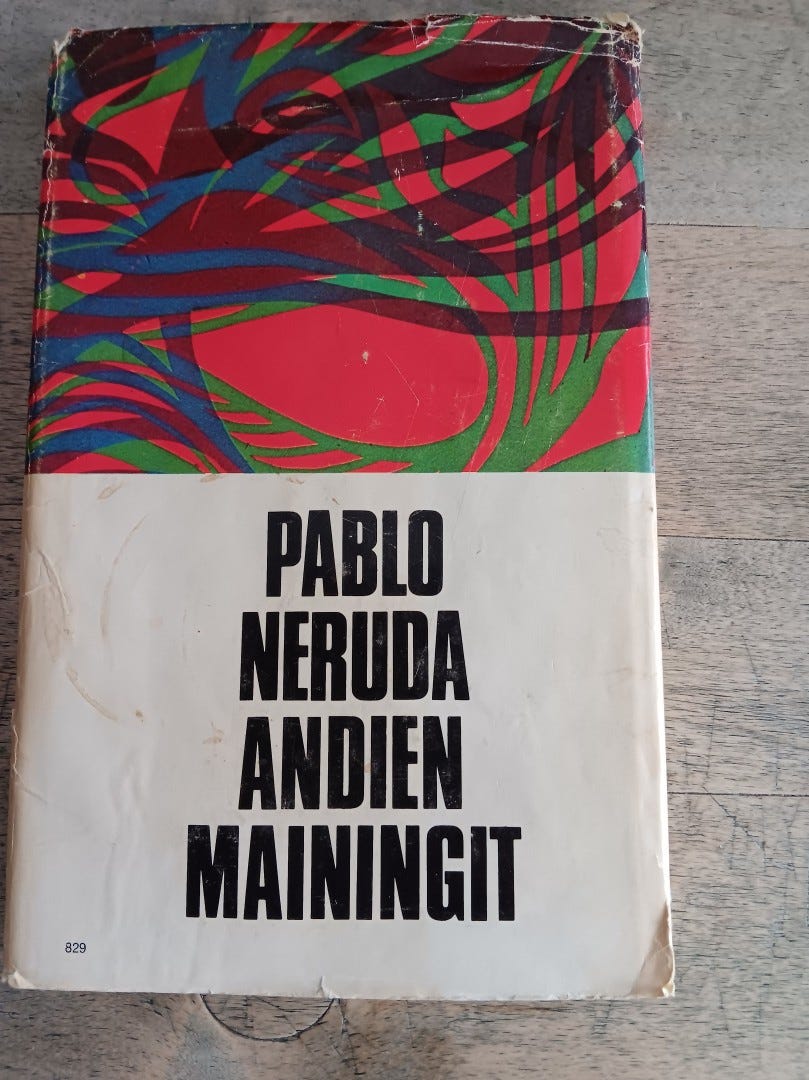 PABLO
NERUDA
ANDIEN
MAININGIT
829